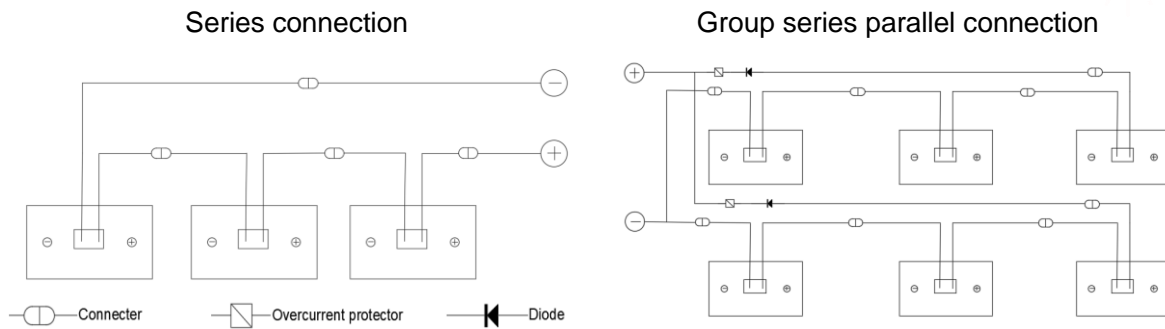 Series connection
Group series parallel connection
Connecter
Overcurrent protector
Diode